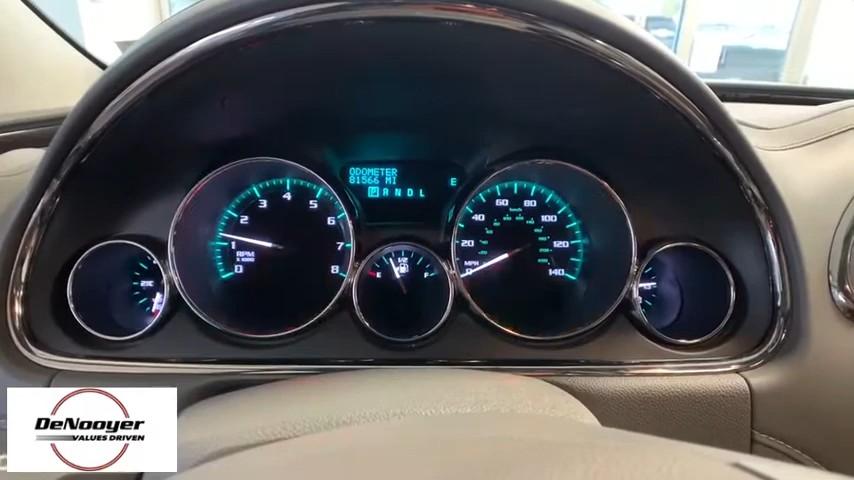 ODOMETER
81566 MI
P R N D L
E
0 1 2 3 4 5 6 7 8
RPM
X 1000
E 1/2 F
0 20 40 60 80 100 120 140
MPH
km/h
DeNooyer
VALUES DRIVEN